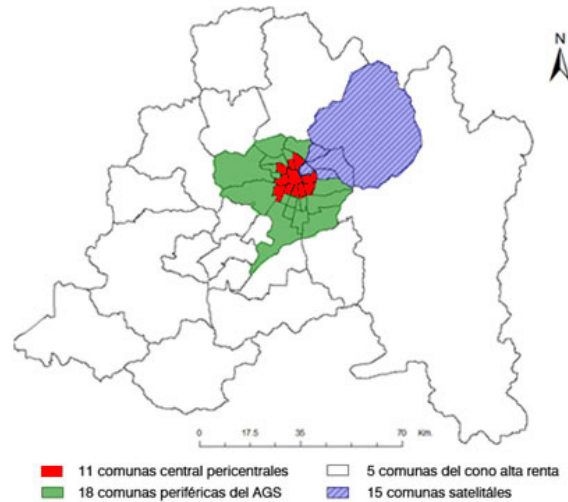 N
0 17.5 35 70 Km.
11 comunas central pericentrales
5 comunas del cono alta renta
18 comunas periféricas del AGS
15 comunas satelitáles